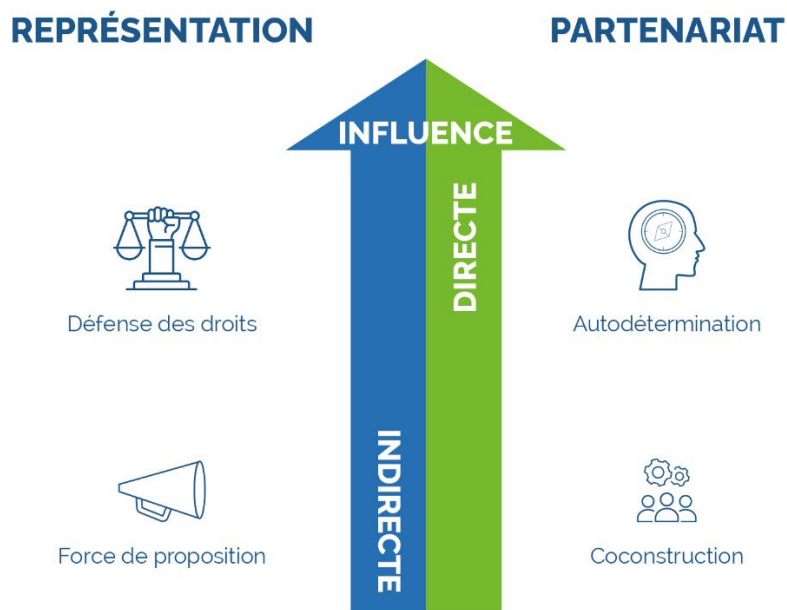 REPRÉSENTATION
PARTENARIAT
INFLUENCE
DIRECTE
INDIRECTE
Défense des droits
Autodétermination
Force de proposition
Coconstruction